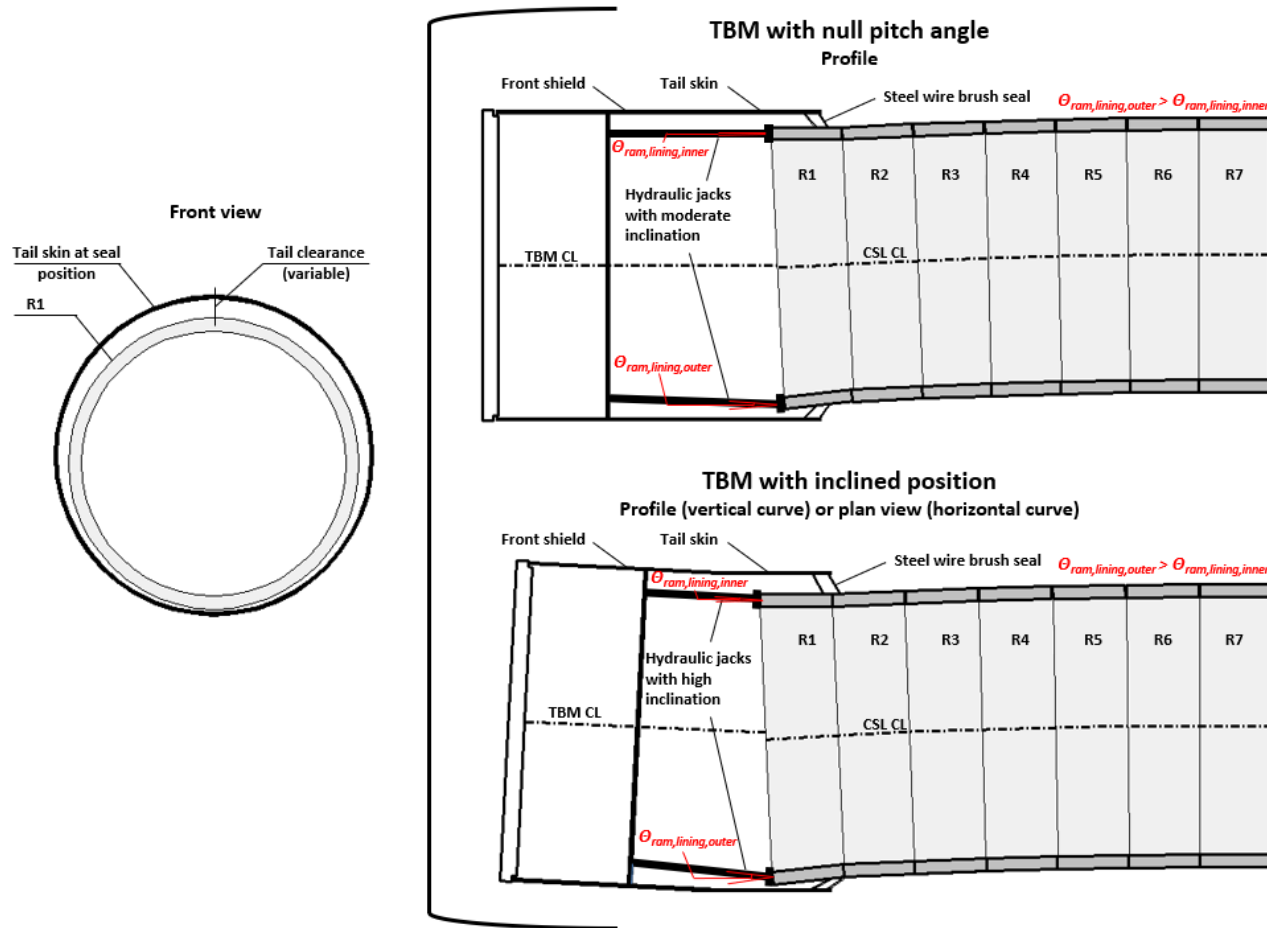 Front view
Tail skin at seal
position
Tail clearance
(variable)
R1
TBM with null pitch angle
Profile
Front shield
Tail skin
Steel wire brush seal
Θram,lining,outer > Θram,lining,inner
Θram,lining,inner
R1 R2 R3 R4 R5 R6 R7
Hydraulic jacks
with moderate
inclination
TBM CL
CSL CL
Θram,lining,outer
TBM with inclined position
Profile (vertical curve) or plan view (horizontal curve)
Front shield
Tail skin
Steel wire brush seal
Θram,lining,outer > Θram,lining,inner
Θram,lining,inner
R1 R2 R3 R4 R5 R6 R7
Hydraulic jacks
with high
inclination
TBM CL
CSL CL
Θram,lining,outer